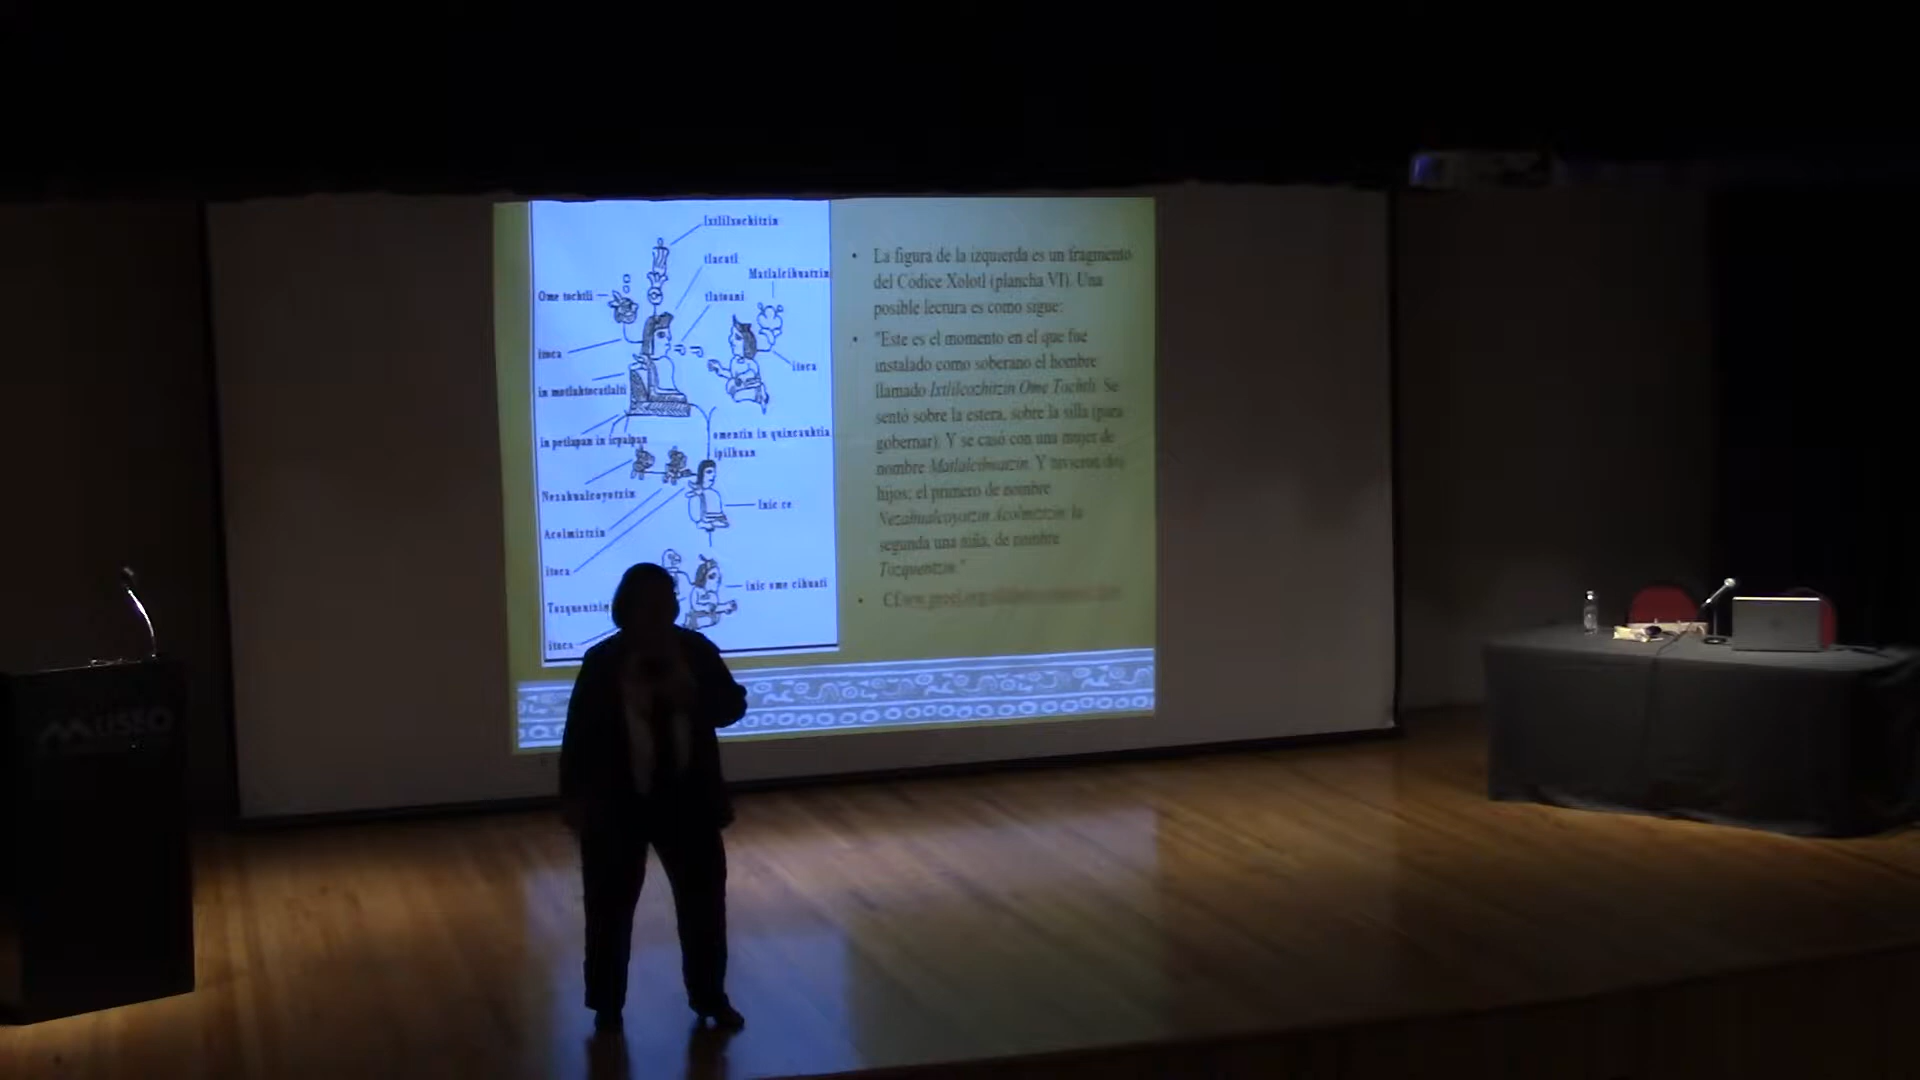 Ixtlilxochitzin
tlacatl
Matlalcihuatzin
Ome tochtli
tlatoani
itoca
itoca
in motlahtocatlalti
in petlapan in icpalpan
omentin in quincauhtia
ipilhuan
Nezahualcoyotzin
Inic ce
Acolmiztzin
itoca
inic ome cihuatl
Tozquentzin
itoca
• La figura de la izquierda es un fragmento
del Códice Xolotl (plancha VI). Una
posible lectura es como sigue:
• "Este es el momento en el que fue
instalado como soberano el hombre
llamado Ixtlilcozhitzin Ome Tochtli. Se
sentó sobre la estera, sobre la silla (para
gobernar). Y se casó con una mujer de
nombre Matlalcihuatzin. Y tuvieron dos
hijos; el primero de nombre
Nezahualcoyotzin Acolmiztzin la
segunda una niña, de nombre
Tozquentzin."
• Cf.
MUSEO